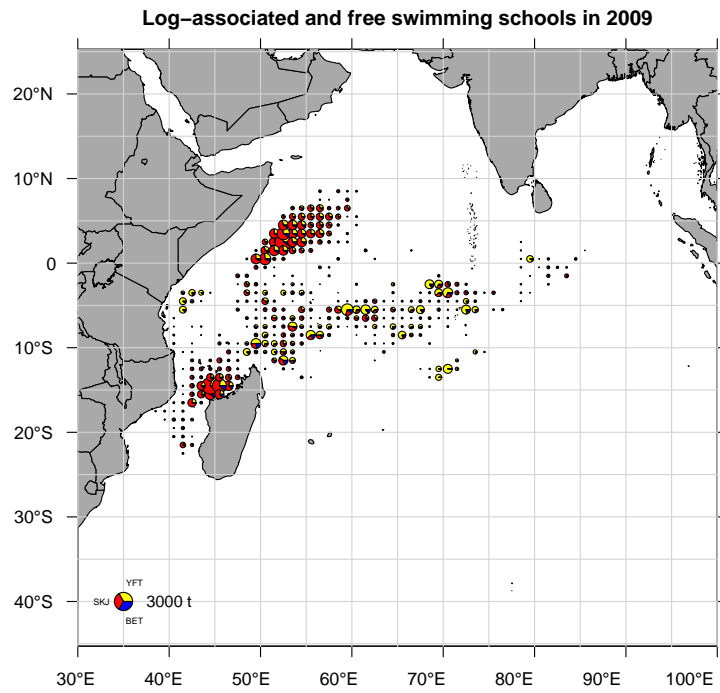 Log−associated and free swimming schools in 2009
20°N
10°N
0
10°S
20°S
30°S
40°S
YFT
SKJ
3000 t
BET
30°E 40°E 50°E 60°E 70°E 80°E 90°E 100°E